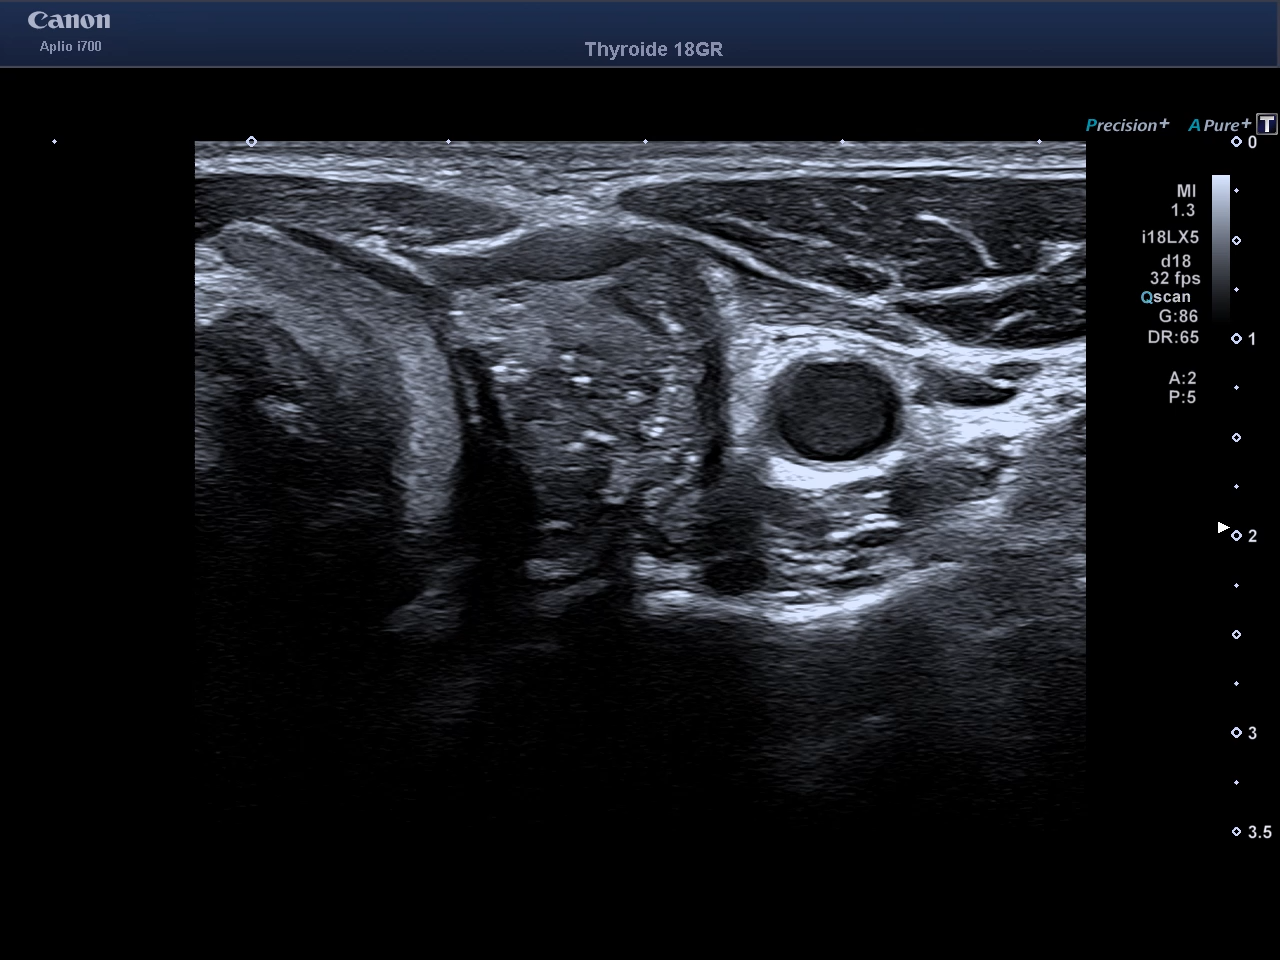 Canon
Aplio i700
Thyroide 18GR
Precision+ A Pure+ T
0
MI
1.3
i18LX5
d18
32 fps
Qscan
G:86
DR:65
1
A:2
P:5
2
3
3.5